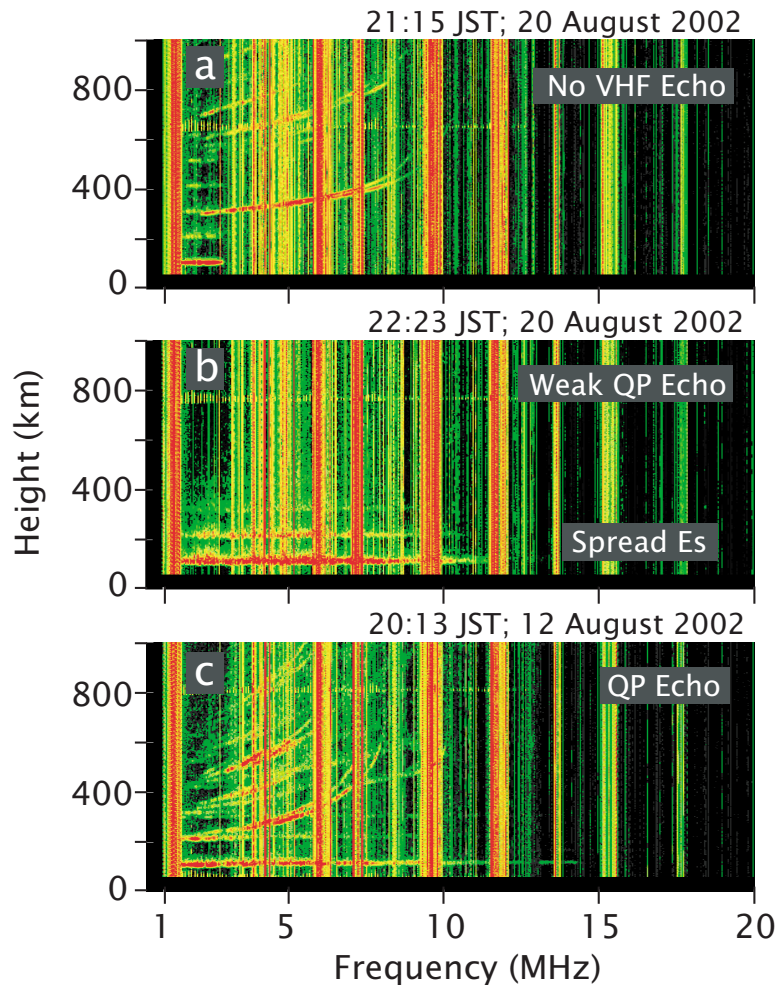 21:15 JST; 20 August 2002
a
No VHF Echo
800
400
0
22:23 JST; 20 August 2002
b
Weak QP Echo
800
400
Spread Es
0
20:13 JST; 12 August 2002
c
QP Echo
800
400
0
Height (km)
1 5 10 15 20
Frequency (MHz)